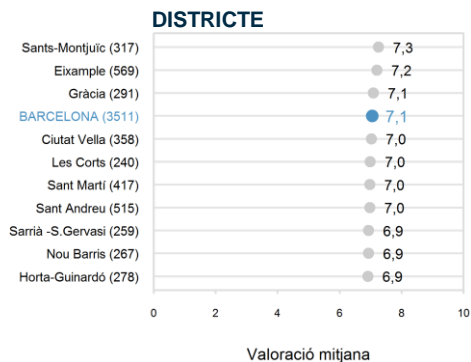 DISTRICTE
Sants-Montjuïc (317) 7,3
Eixample (569) 7,2
Gràcia (291) 7,1
BARCELONA (3511) 7,1
Ciutat Vella (358) 7,0
Les Corts (240) 7,0
Sant Martí (417) 7,0
Sant Andreu (515) 7,0
Sarrià -S.Gervasi (259) 6,9
Nou Barris (267) 6,9
Horta-Guinardó (278) 6,9
0 2 4 6 8 10
Valoració mitjana